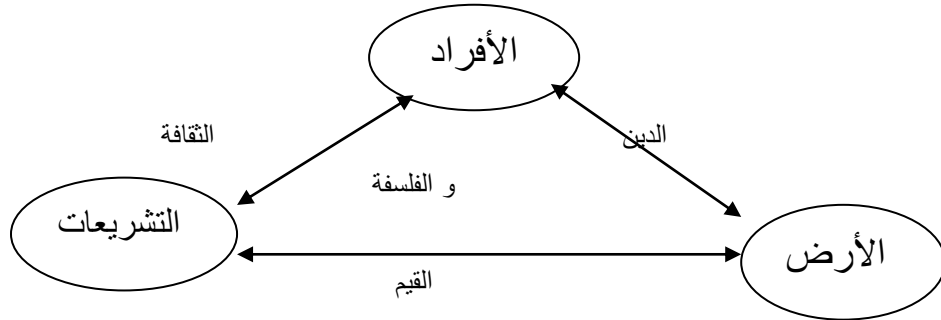 الأفراد
الدين
الثقافة
و الفلسفة
التشريعات
الأرض
القيم